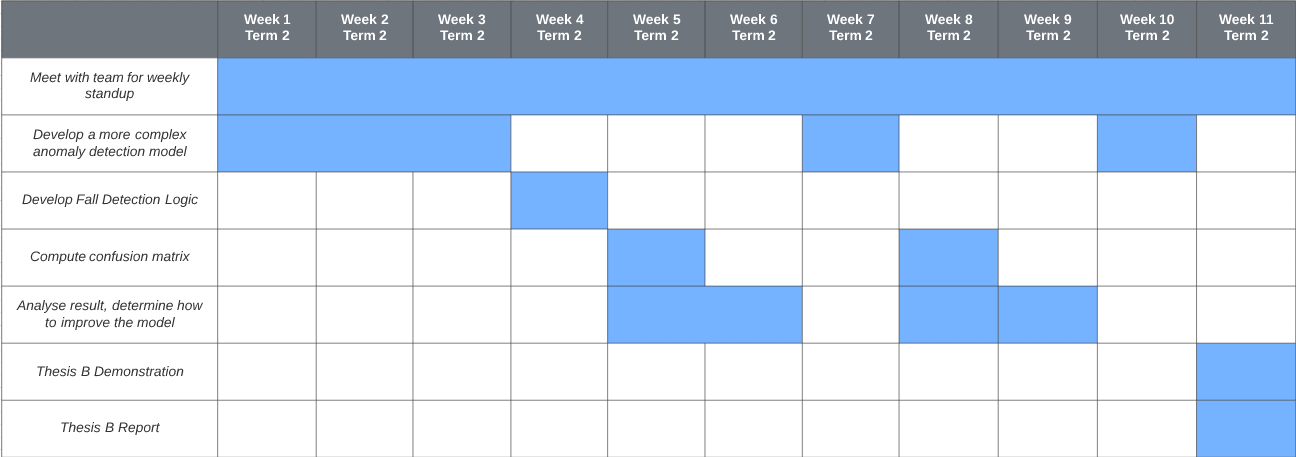 Week 1
Term 2
Week 2
Term 2
Week 3
Term 2
Week 4
Term 2
Week 5
Term 2
Week 6
Term 2
Week 7
Term 2
Week 8
Term 2
Week 9
Term 2
Week 10
Term 2
Week 11
Term 2
Meet with team for weekly
standup
Develop a more complex
anomaly detection model
Develop Fall Detection Logic
Compute confusion matrix
Analyse result, determine how
to improve the model
Thesis B Demonstration
Thesis B Report